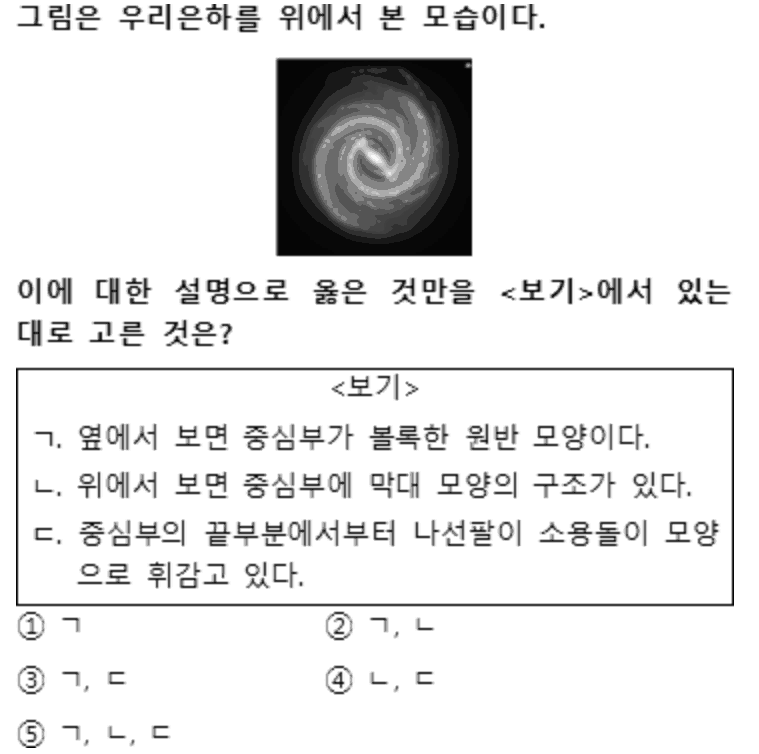 그림은 우리은하를 위에서 본 모습이다.
이에 대한 설명으로 옳은 것만을 <보기>에서 있는
대로 고른 것은?
<보기>
ㄱ. 옆에서 보면 중심부가 볼록한 원반 모양이다.
ㄴ. 위에서 보면 중심부에 막대 모양의 구조가 있다.
ㄷ. 중심부의 끝부분에서부터 나선팔이 소용돌이 모양
으로 휘감고 있다.
① ㄱ ② ㄱ, ㄴ
③ ㄱ, ㄷ ④ ㄴ, ㄷ
⑤ ㄱ, ㄴ, ㄷ